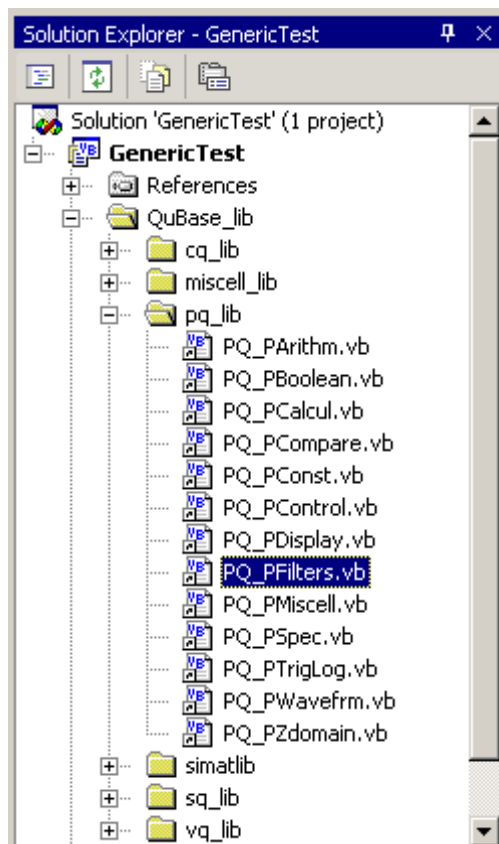 Solution Explorer - GenericTest
Solution 'GenericTest' (1 project)
GenericTest
References
QuBase_lib
cq_lib
miscell_lib
pq_lib
PQ_PArithm.vb
PQ_PBoolean.vb
PQ_PCalcul.vb
PQ_PCompare.vb
PQ_PConst.vb
PQ_PControl.vb
PQ_PDisplay.vb
PQ_PFilters.vb
PQ_PMiscell.vb
PQ_PSpec.vb
PQ_PTrigLog.vb
PQ_PWavefrm.vb
PQ_PZdomain.vb
simatlib
sq_lib
vq_lib